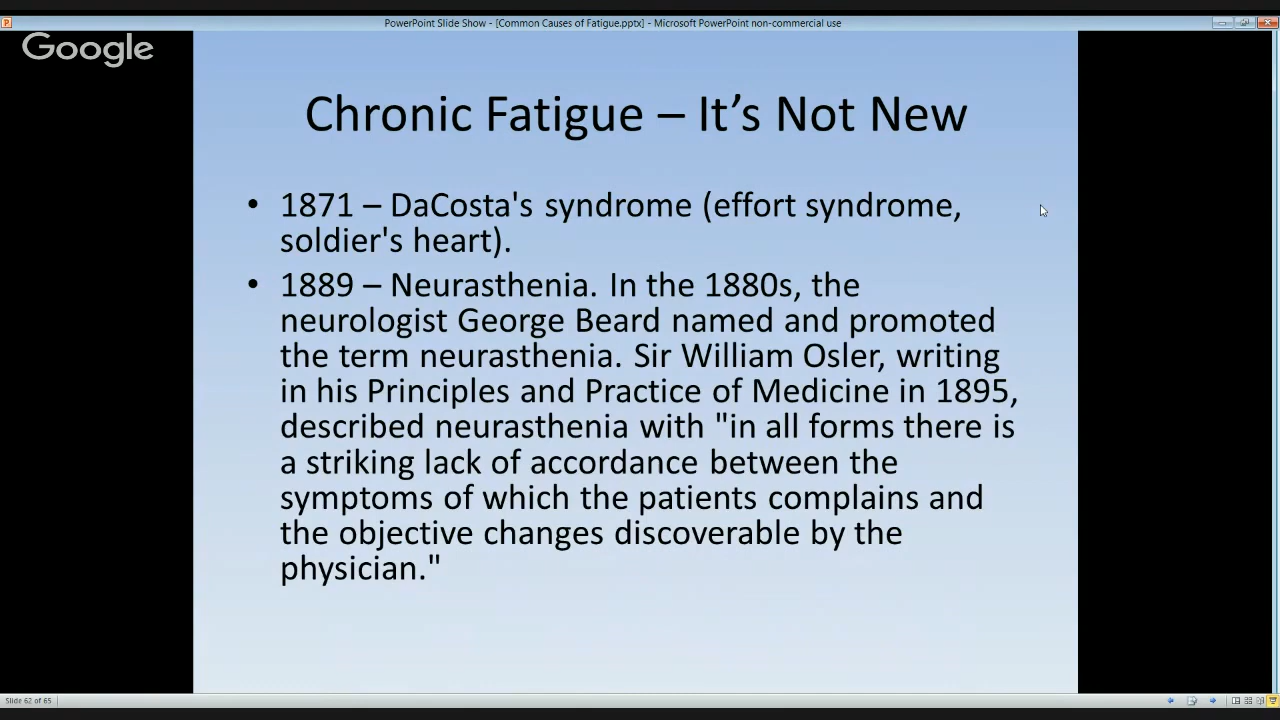 PowerPoint Slide Show - [Common Causes of Fatigue.pptx] - Microsoft PowerPoint non-commercial use
Google
Chronic Fatigue – It’s Not New
• 1871 – DaCosta's syndrome (effort syndrome,
soldier's heart).
• 1889 – Neurasthenia. In the 1880s, the
neurologist George Beard named and promoted
the term neurasthenia. Sir William Osler, writing
in his Principles and Practice of Medicine in 1895,
described neurasthenia with "in all forms there is
a striking lack of accordance between the
symptoms of which the patients complains and
the objective changes discoverable by the
physician."
Slide 62 of 65